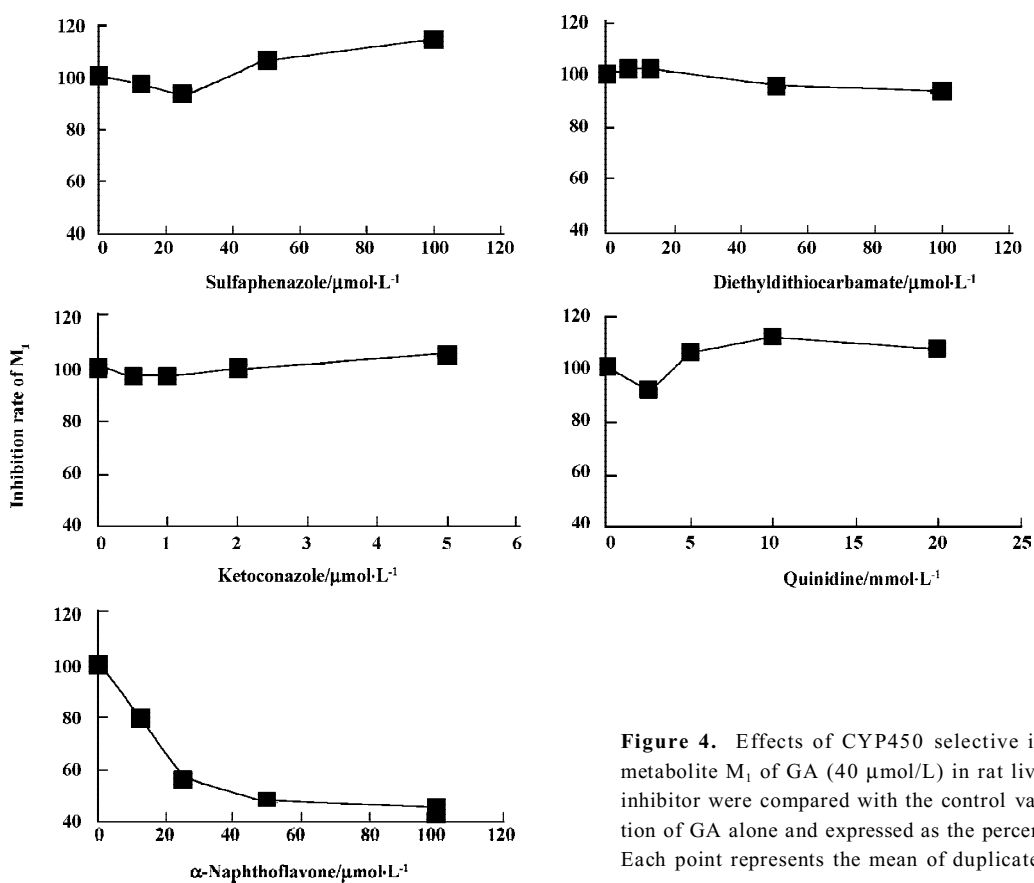 120
100
80
60
40
0 20 40 60 80 100 120
Sulfaphenazole/μmol·L-1
120
100
80
60
40
0 20 40 60 80 100 120
Diethyldithiocarbamate/μmol·L-1
Inhibition rate of M1
120
100
80
60
40
0 1 2 3 4 5 6
Ketoconazole/μmol·L-1
120
100
80
60
40
0 5 10 15 20 25
Quinidine/mmol·L-1
120
100
80
60
40
0 20 40 60 80 100 120
α-Naphthoflavone/μmol·L-1
Figure 4. Effects of CYP450 selective i
metabolite M1 of GA (40 μmol/L) in rat liv
inhibitor were compared with the control va
tion of GA alone and expressed as the percen
Each point represents the mean of duplicate